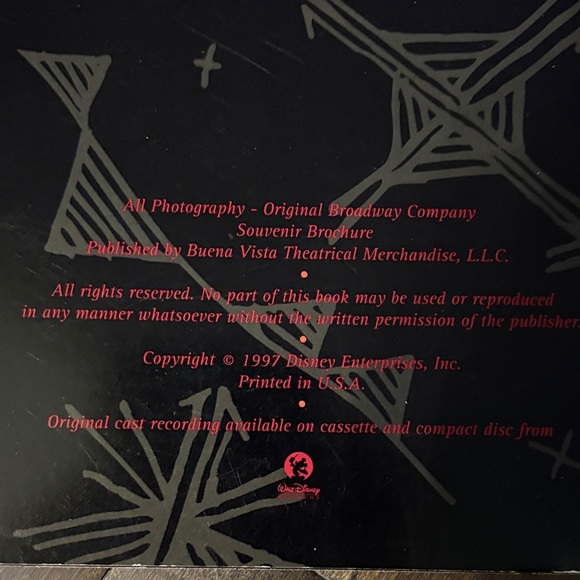 All Photography - Original Broadway Company
Souvenir Brochure
Published by Buena Vista Theatrical Merchandise, L.L.C.
All rights reserved. No part of this book may be used or reproduced
in any manner whatsoever without the written permission of the publisher.
Copyright © 1997 Disney Enterprises, Inc.
Printed in U.S.A.
Original cast recording available on cassette and compact disc from
Walt Disney